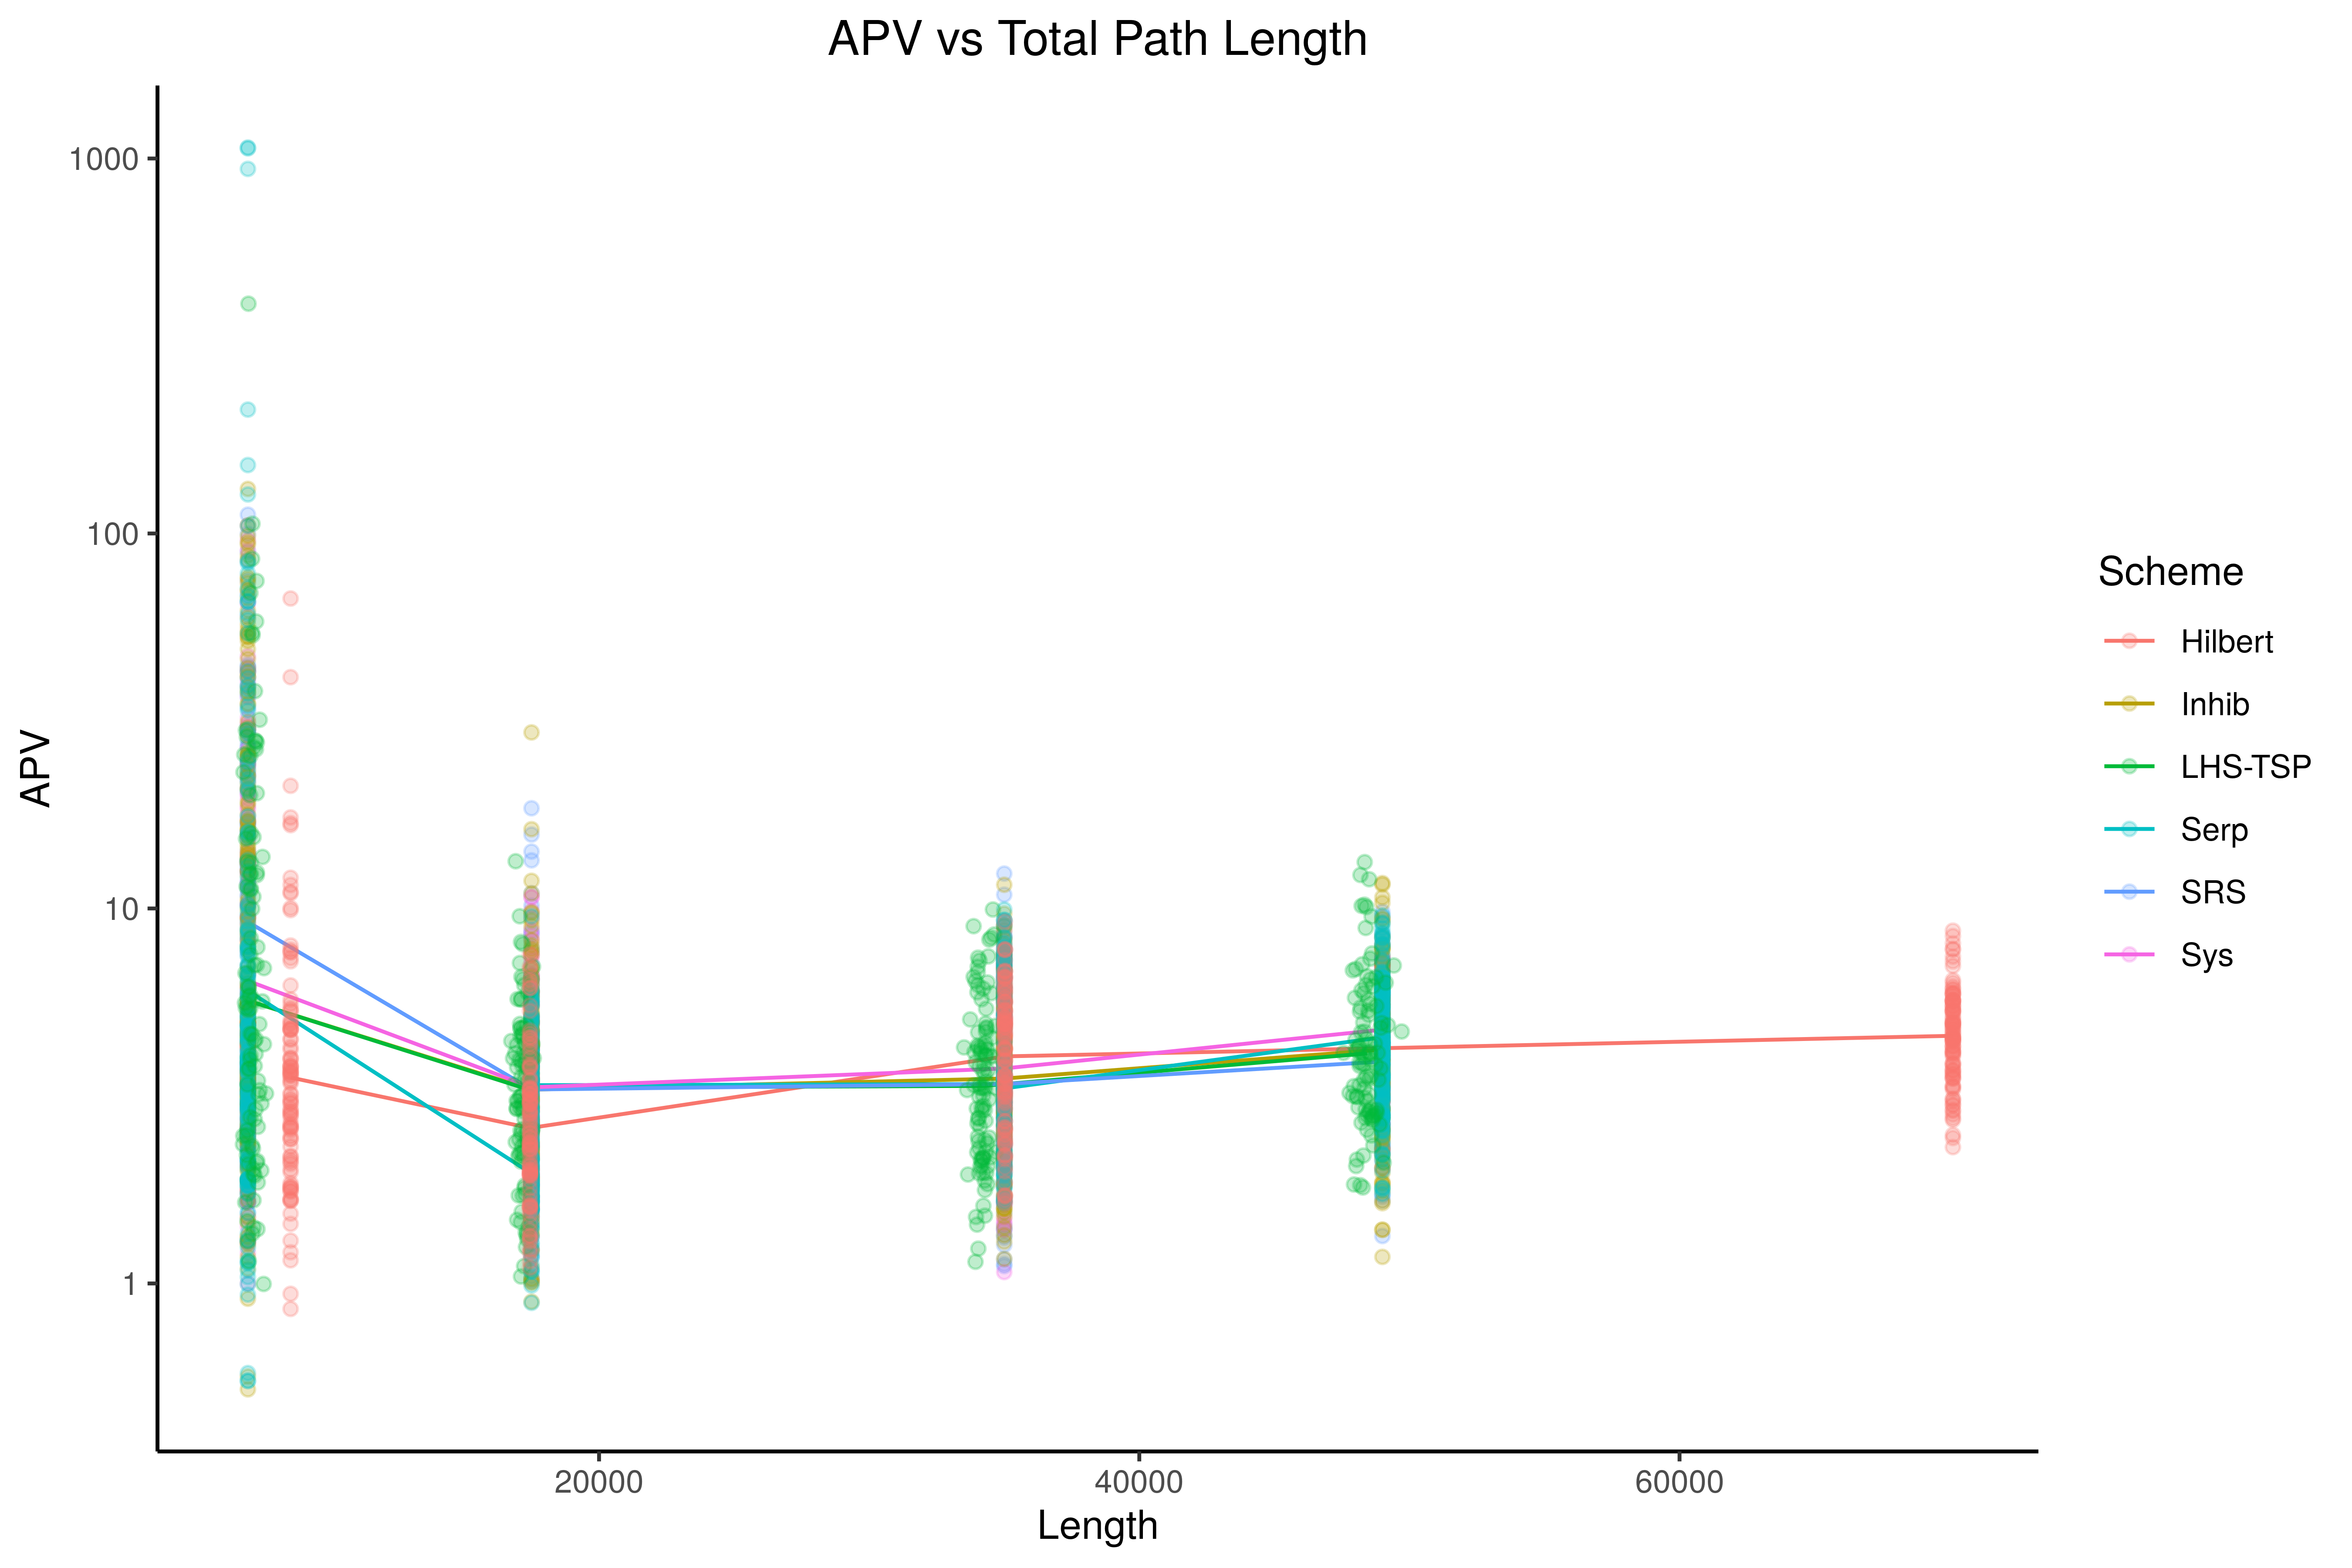 APV vs Total Path Length
APV
1000
100
10
1
20000
40000
60000
Length
Scheme
Hilbert
Inhib
LHS-TSP
Serp
SRS
Sys